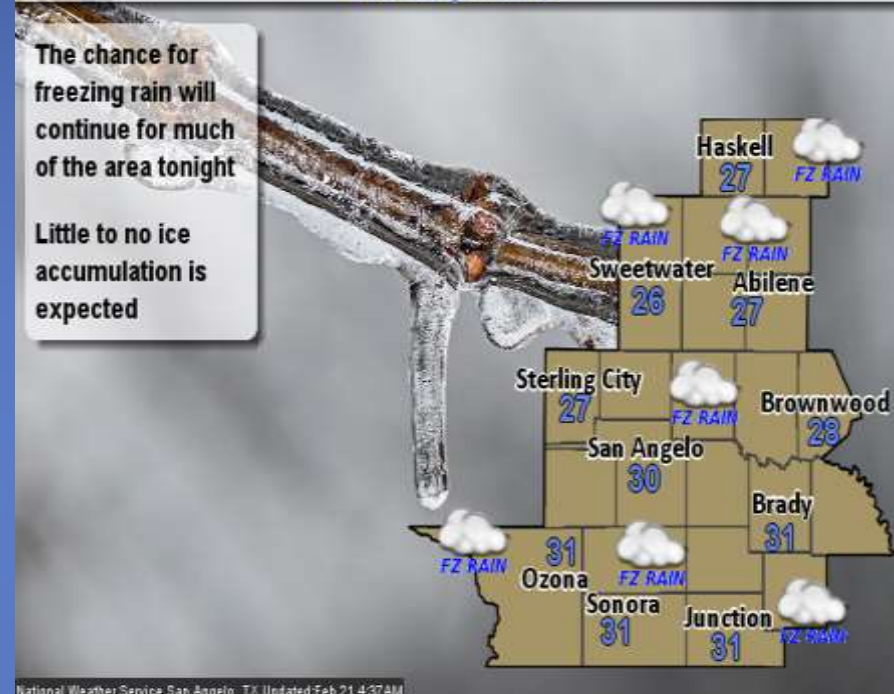 The chance for
freezing rain will
continue for much
of the area tonight
Little to no ice
accumulation is
expected
Haskell
27
FZ RAIN
FZ RAIN
FZ RAIN
Sweetwater
26
Abilene
27
Sterling City
27
FZ RAIN
Brownwood
28
San Angelo
30
Brady
31
FZ RAIN
31
Ozona
FZ RAIN
Sonora
31
Junction
31
FZ RAIN
National Weather Service San Angelo, TX Updated:Feb 21 4:37AM